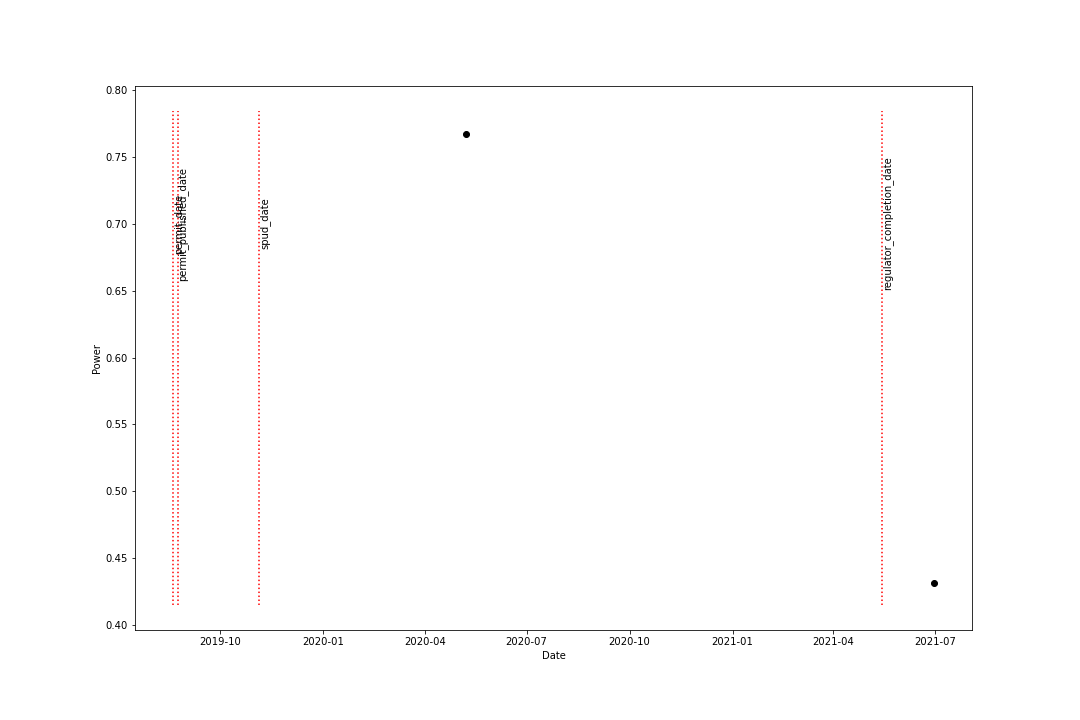 0.80
0.75
0.70
0.65
0.60
0.55
0.50
0.45
0.40
Power
permit_date
permit_published_date
spud_date
regulator_completion_date
2019-10
2020-01
2020-04
2020-07
2020-10
2021-01
2021-04
2021-07
Date